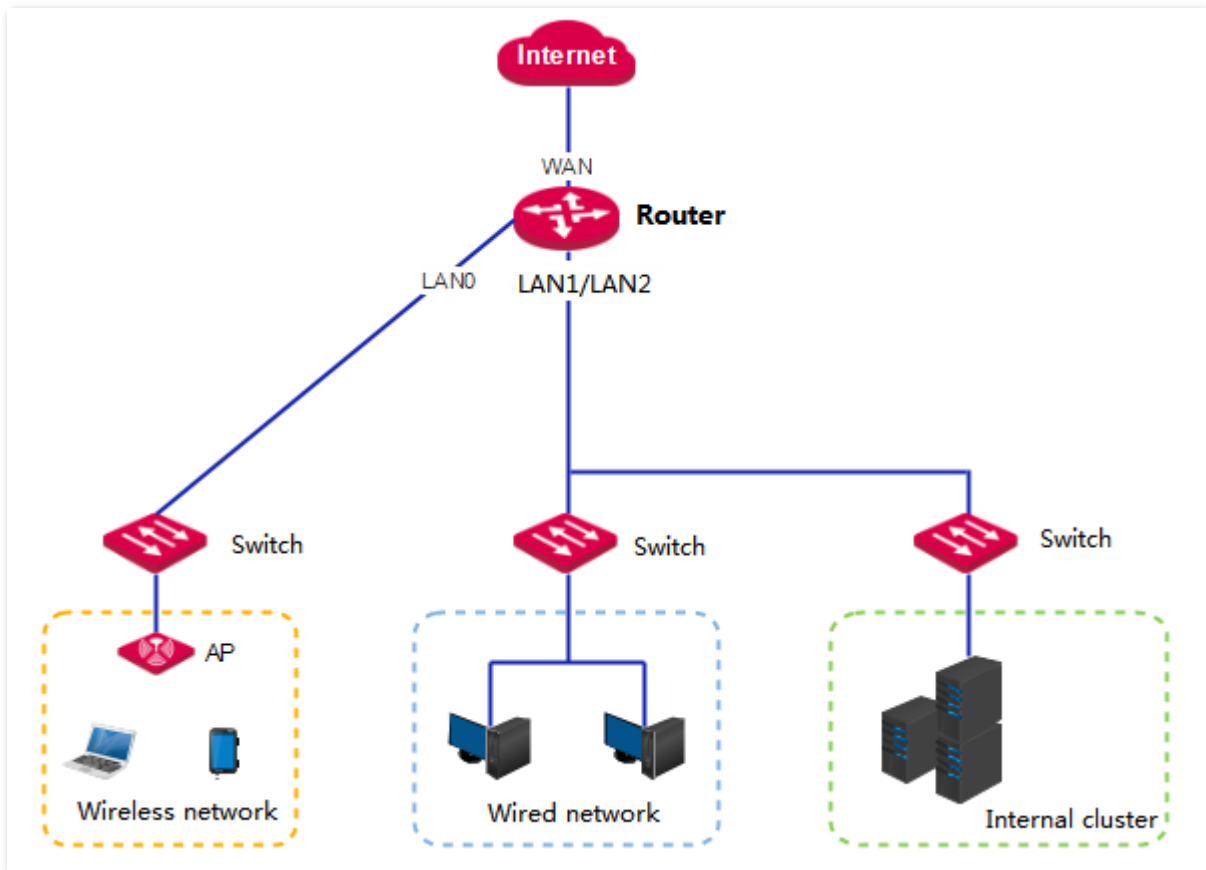 Internet
WAN
Router
LAN0
LAN1/LAN2
Switch
Switch
Switch
AP
Wireless network
Wired network
Internal cluster